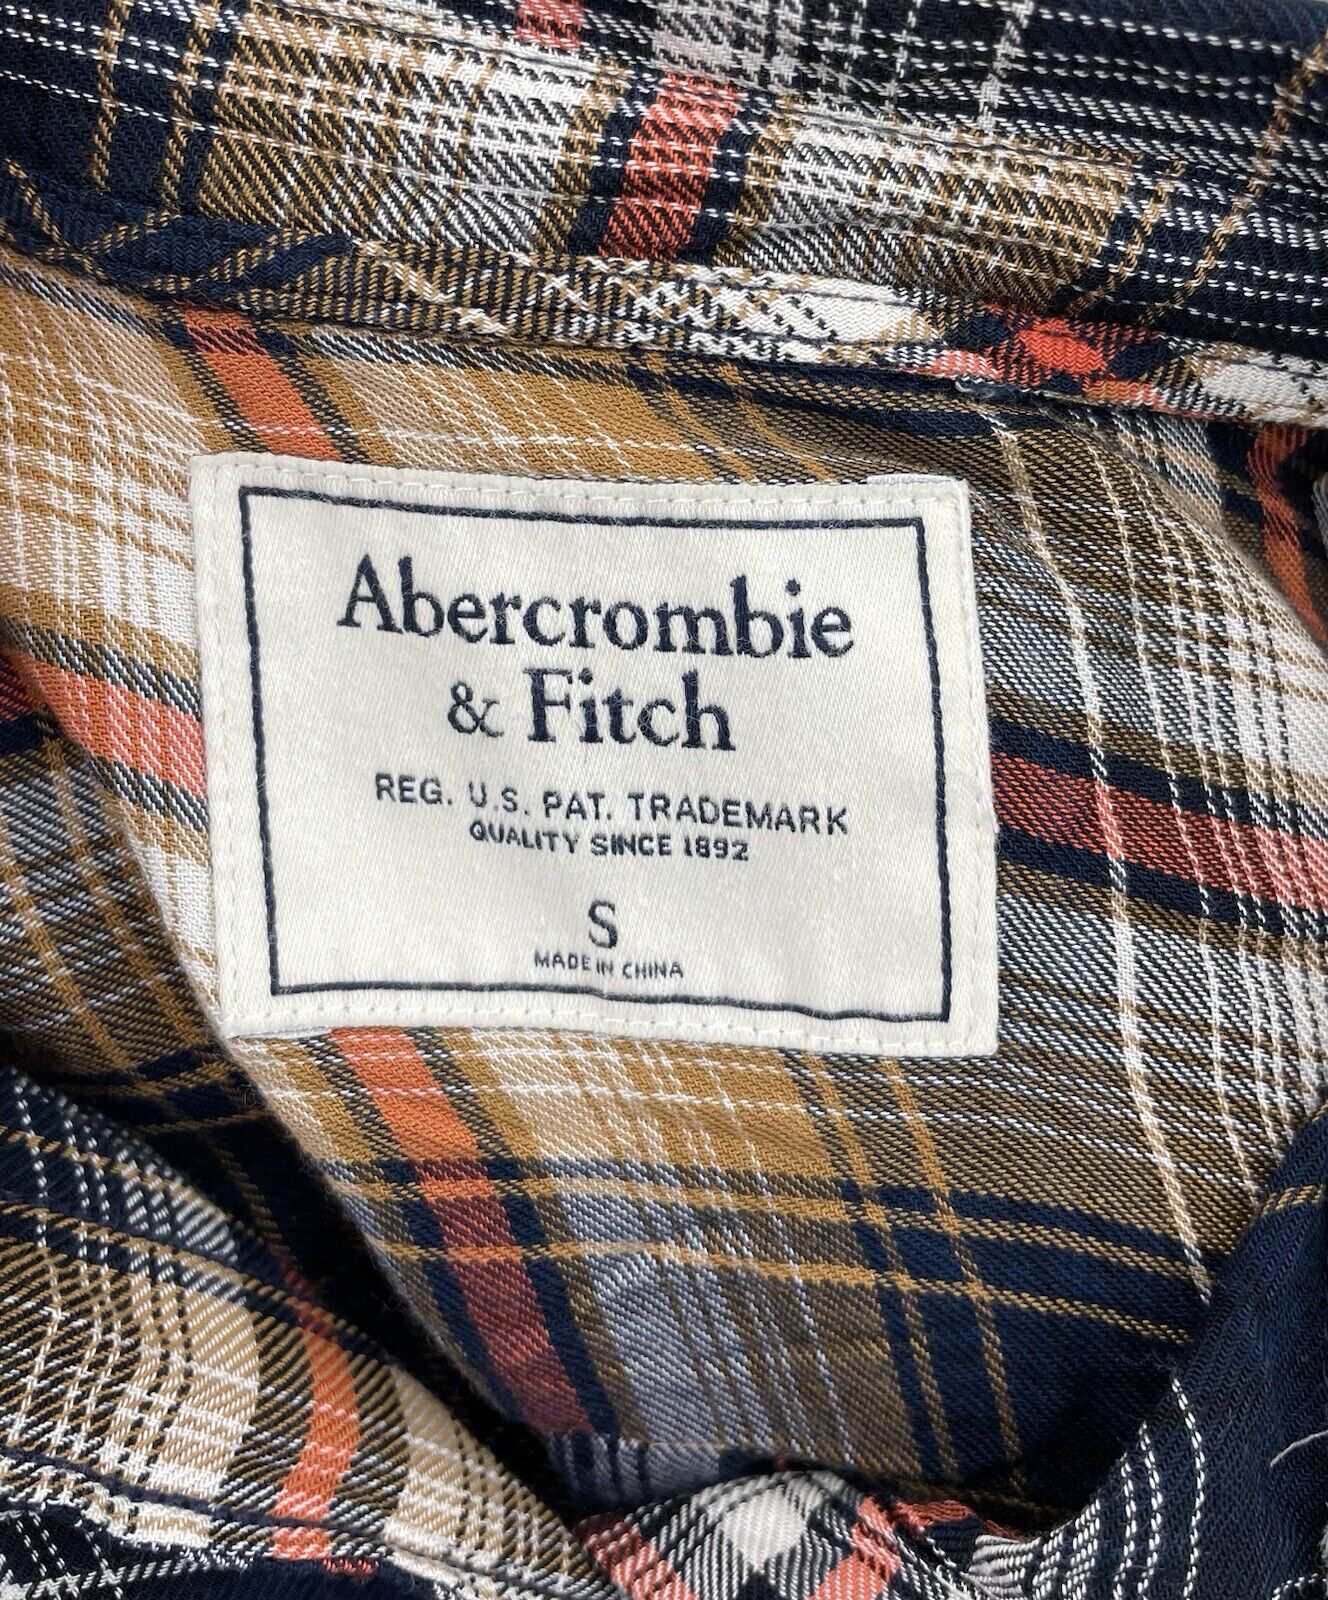 Abercrombie
& Fitch
REG. U.S. PAT. TRADEMARK
QUALITY SINCE 1892
S
MADE IN CHINA